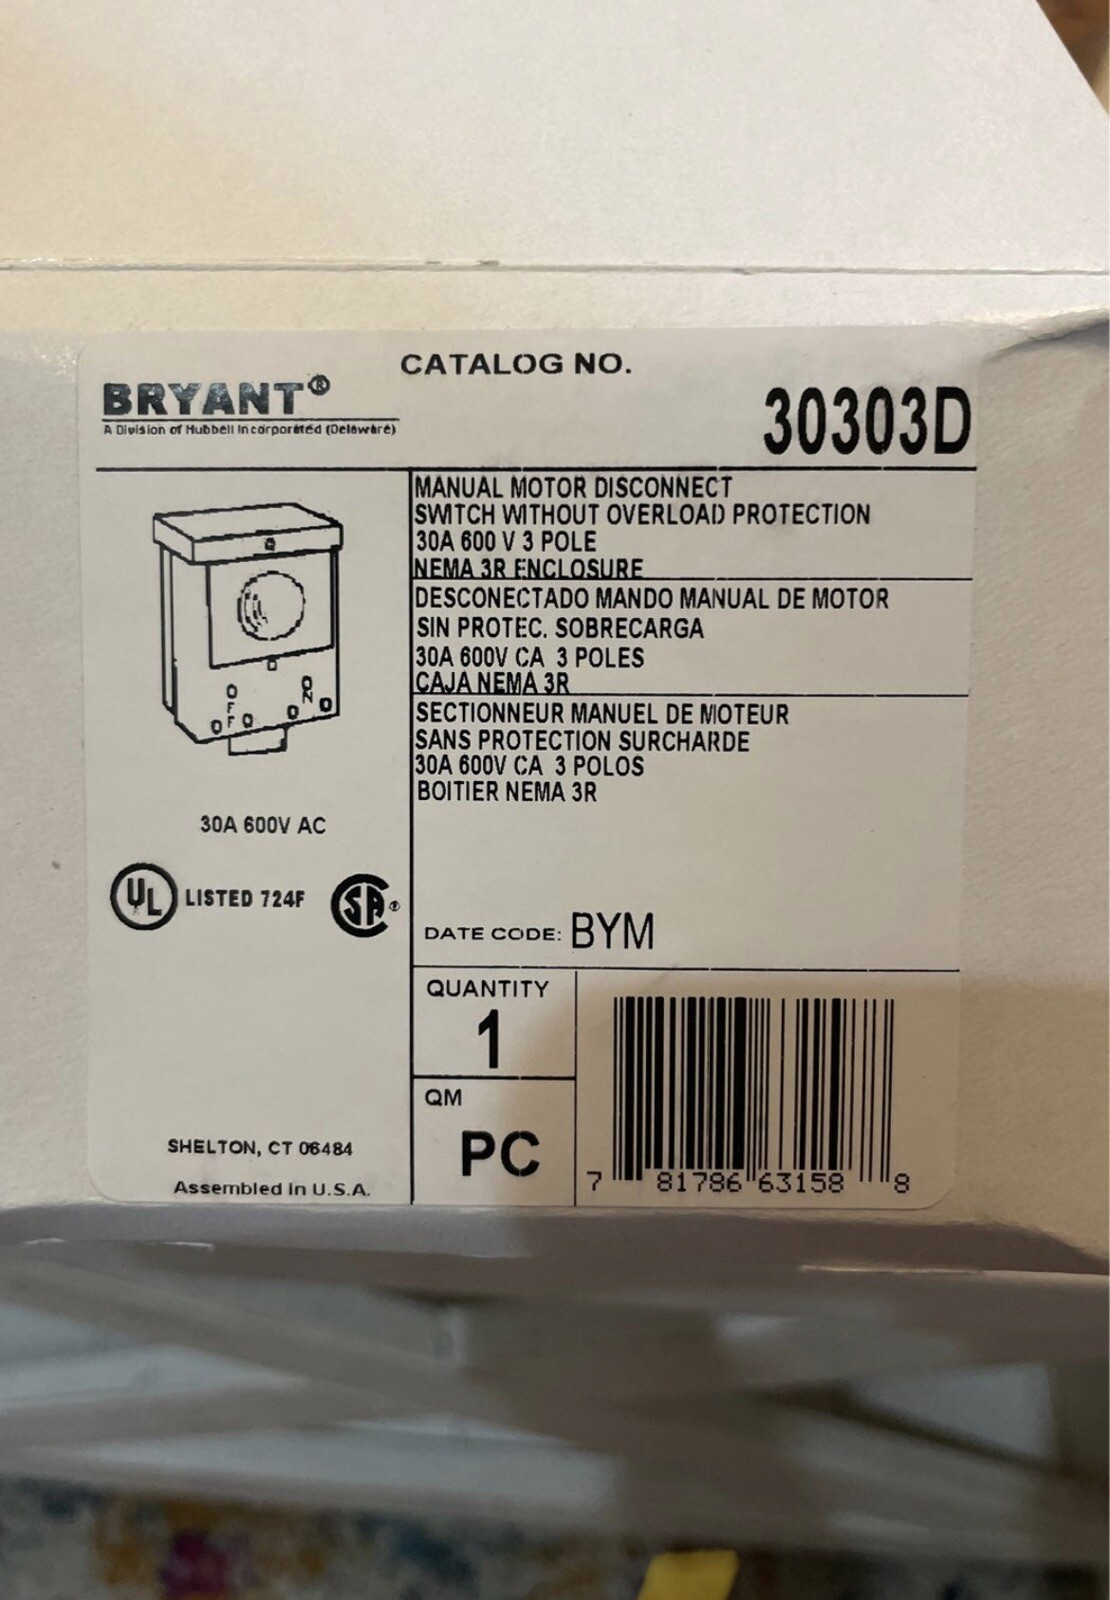 CATALOG NO.
BRYANT®
A Division of Hubbell Incorporated (Delaware)
30303D
MANUAL MOTOR DISCONNECT
SWITCH WITHOUT OVERLOAD PROTECTION
30A 600 V 3 POLE
NEMA 3R ENCLOSURE
DESCONECTADO MANDO MANUAL DE MOTOR
SIN PROTEC. SOBRECARGA
30A 600V CA 3 POLES
CAJA NEMA 3R
SECTIONNEUR MANUEL DE MOTEUR
SANS PROTECTION SURCHARDE
30A 600V CA 3 POLOS
BOITIER NEMA 3R
OFF
ON
30A 600V AC
UL LISTED 724F SA®
DATE CODE: BYM
QUANTITY
1
QM
PC
SHELTON, CT 06484
Assembled in U.S.A.
7 81786 63158 8